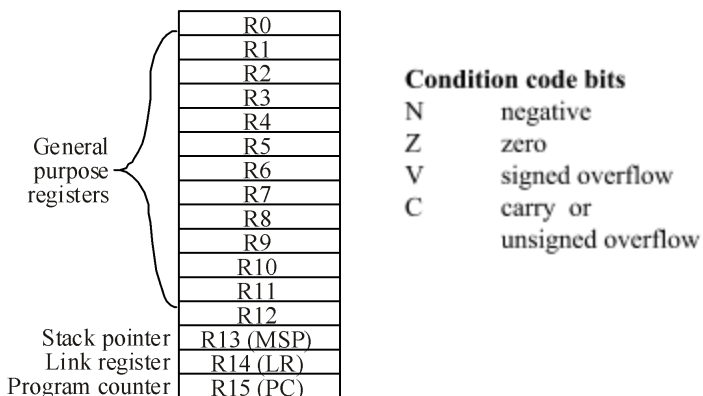 R0
R1
R2
R3
R4
R5
R6
R7
R8
R9
R10
R11
R12
R13 (MSP)
R14 (LR)
R15 (PC)
General
purpose
registers
Stack pointer
Link register
Program counter
Condition code bits
N negative
Z zero
V signed overflow
C carry or
unsigned overflow